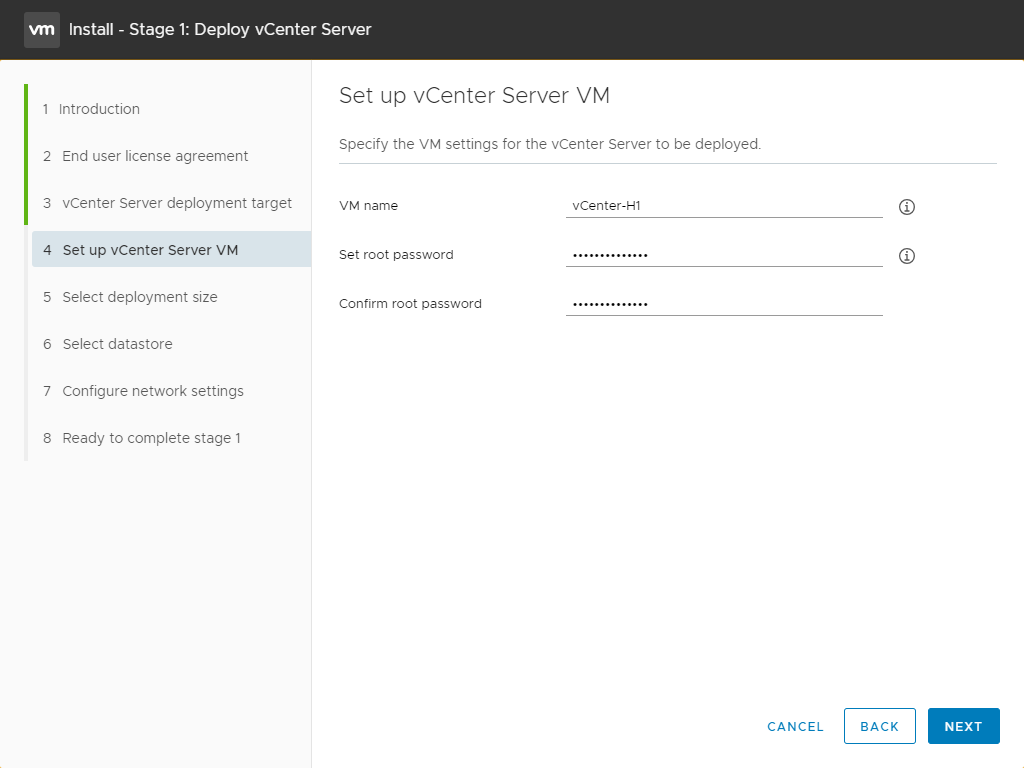 vm Install - Stage 1: Deploy vCenter Server
1 Introduction
2 End user license agreement
3 vCenter Server deployment target
4 Set up vCenter Server VM
5 Select deployment size
6 Select datastore
7 Configure network settings
8 Ready to complete stage 1
Set up vCenter Server VM
Specify the VM settings for the vCenter Server to be deployed.
VM name vCenter-H1
Set root password ••••••••••••••
Confirm root password ••••••••••••••
CANCEL BACK NEXT